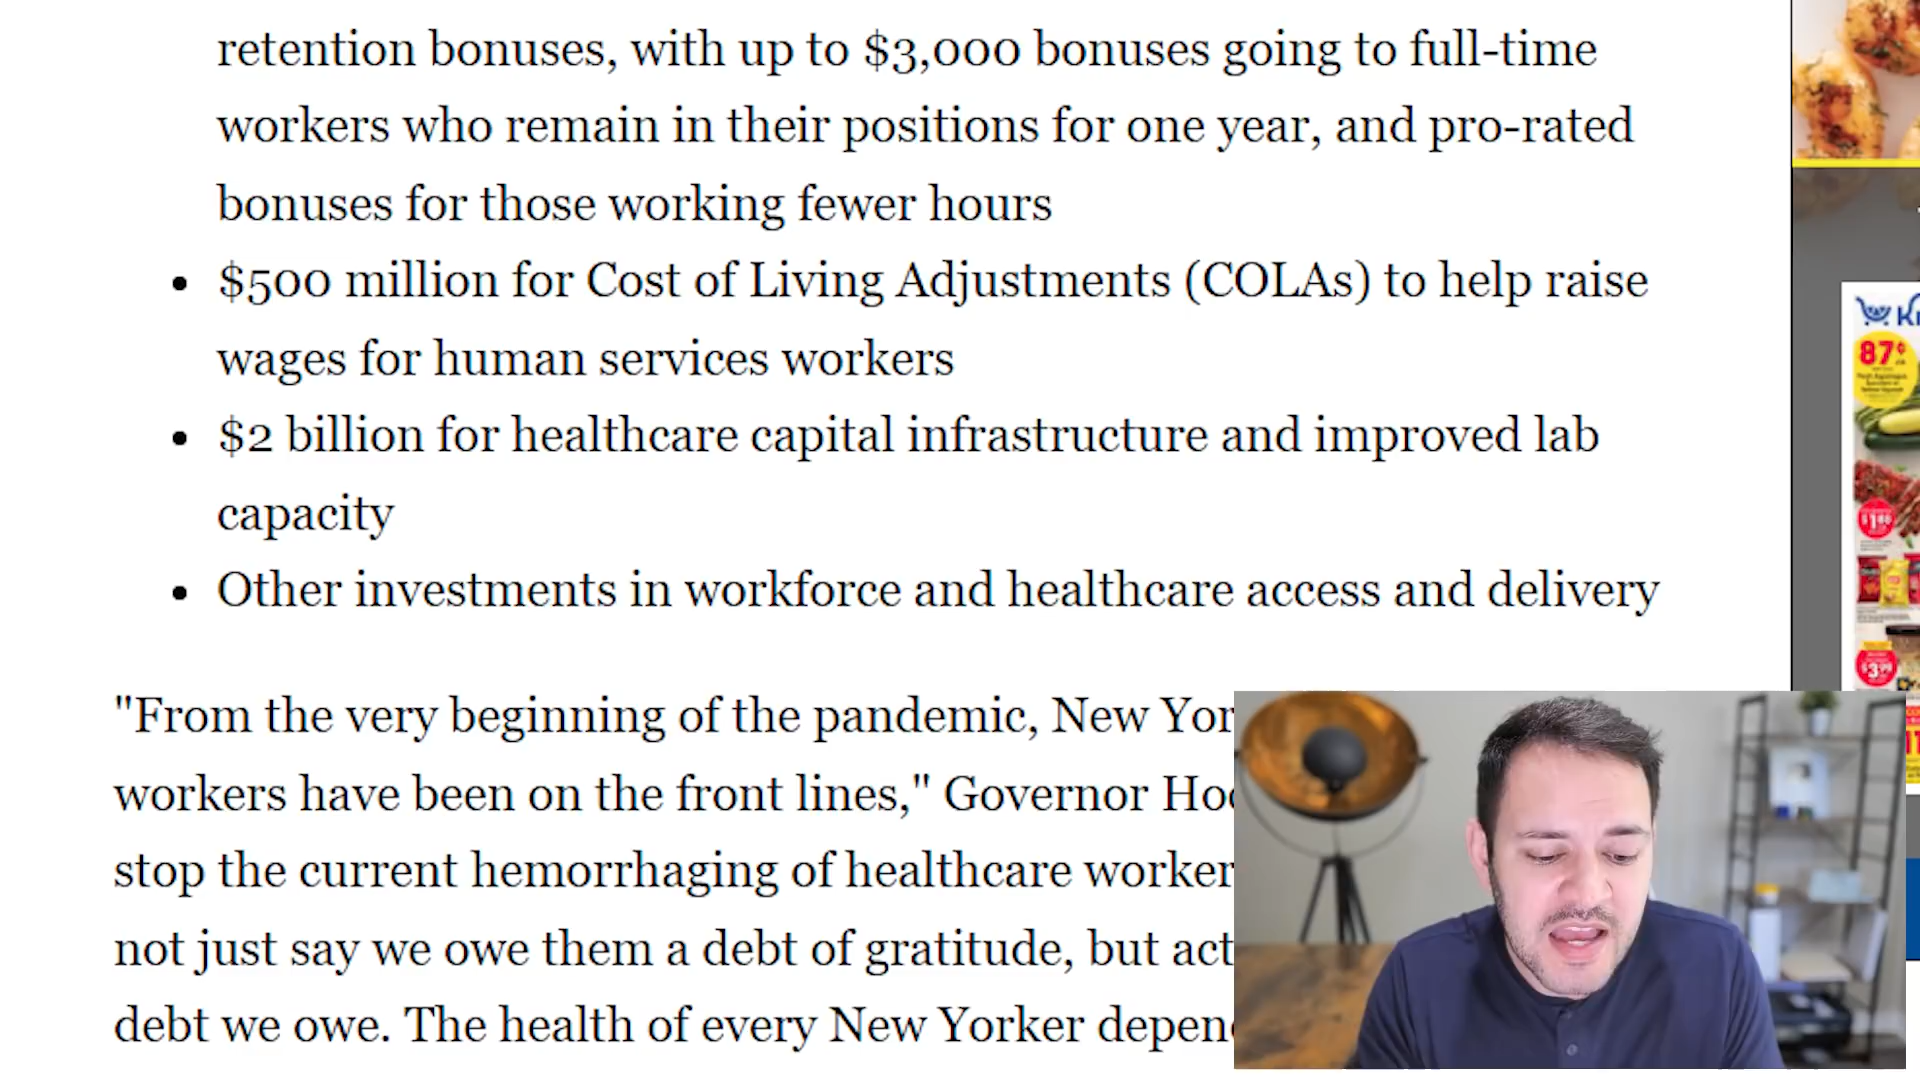 retention bonuses, with up to $3,000 bonuses going to full-time
workers who remain in their positions for one year, and pro-rated
bonuses for those working fewer hours
• $500 million for Cost of Living Adjustments (COLAs) to help raise
wages for human services workers
• $2 billion for healthcare capital infrastructure and improved lab
capacity
• Other investments in workforce and healthcare access and delivery
"From the very beginning of the pandemic, New Yor
workers have been on the front lines," Governor Hoc
stop the current hemorrhaging of healthcare worker
not just say we owe them a debt of gratitude, but act
debt we owe. The health of every New Yorker depen
87¢